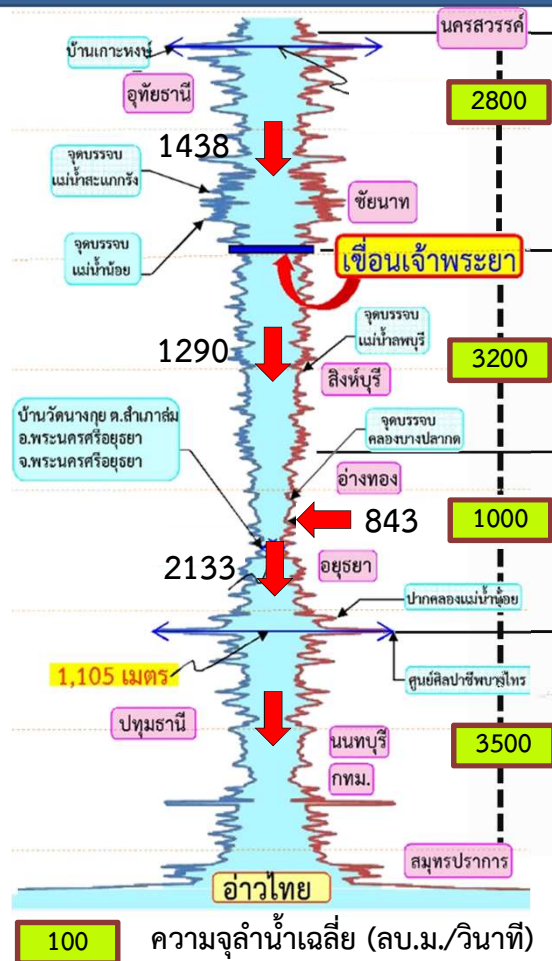 นครสวรรค์
บ้านเกาะหงษ์
อุทัยธานี
2800
1438
จุดบรรจบ
แม่น้ำสะแกกรัง
ชัยนาท
จุดบรรจบ
แม่น้ำน้อย
เขื่อนเจ้าพระยา
จุดบรรจบ
แม่น้ำลพบุรี
1290
3200
สิงห์บุรี
บ้านวัดนางกุย ต.สำเภาล่ม
อ.พระนครศรีอยุธยา
จ.พระนครศรีอยุธยา
จุดบรรจบ
คลองบางปลากด
อ่างทอง
843
1000
2133
อยุธยา
ปากคลองแม่น้ำน้อย
1,105 เมตร
ศูนย์ศิลปาชีพบางไทร
ปทุมธานี
นนทบุรี
3500
กทม.
สมุทรปราการ
อ่าวไทย
100
ความจุลำน้ำเฉลี่ย (ลบ.ม./วินาที)